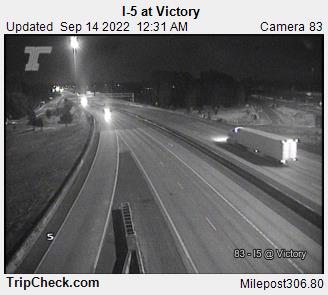 I-5 at Victory
Updated Sep 14 2022 12:31 AM Camera 83
T
S
83 - I5 @ Victory
TripCheck.com Milepost306.80